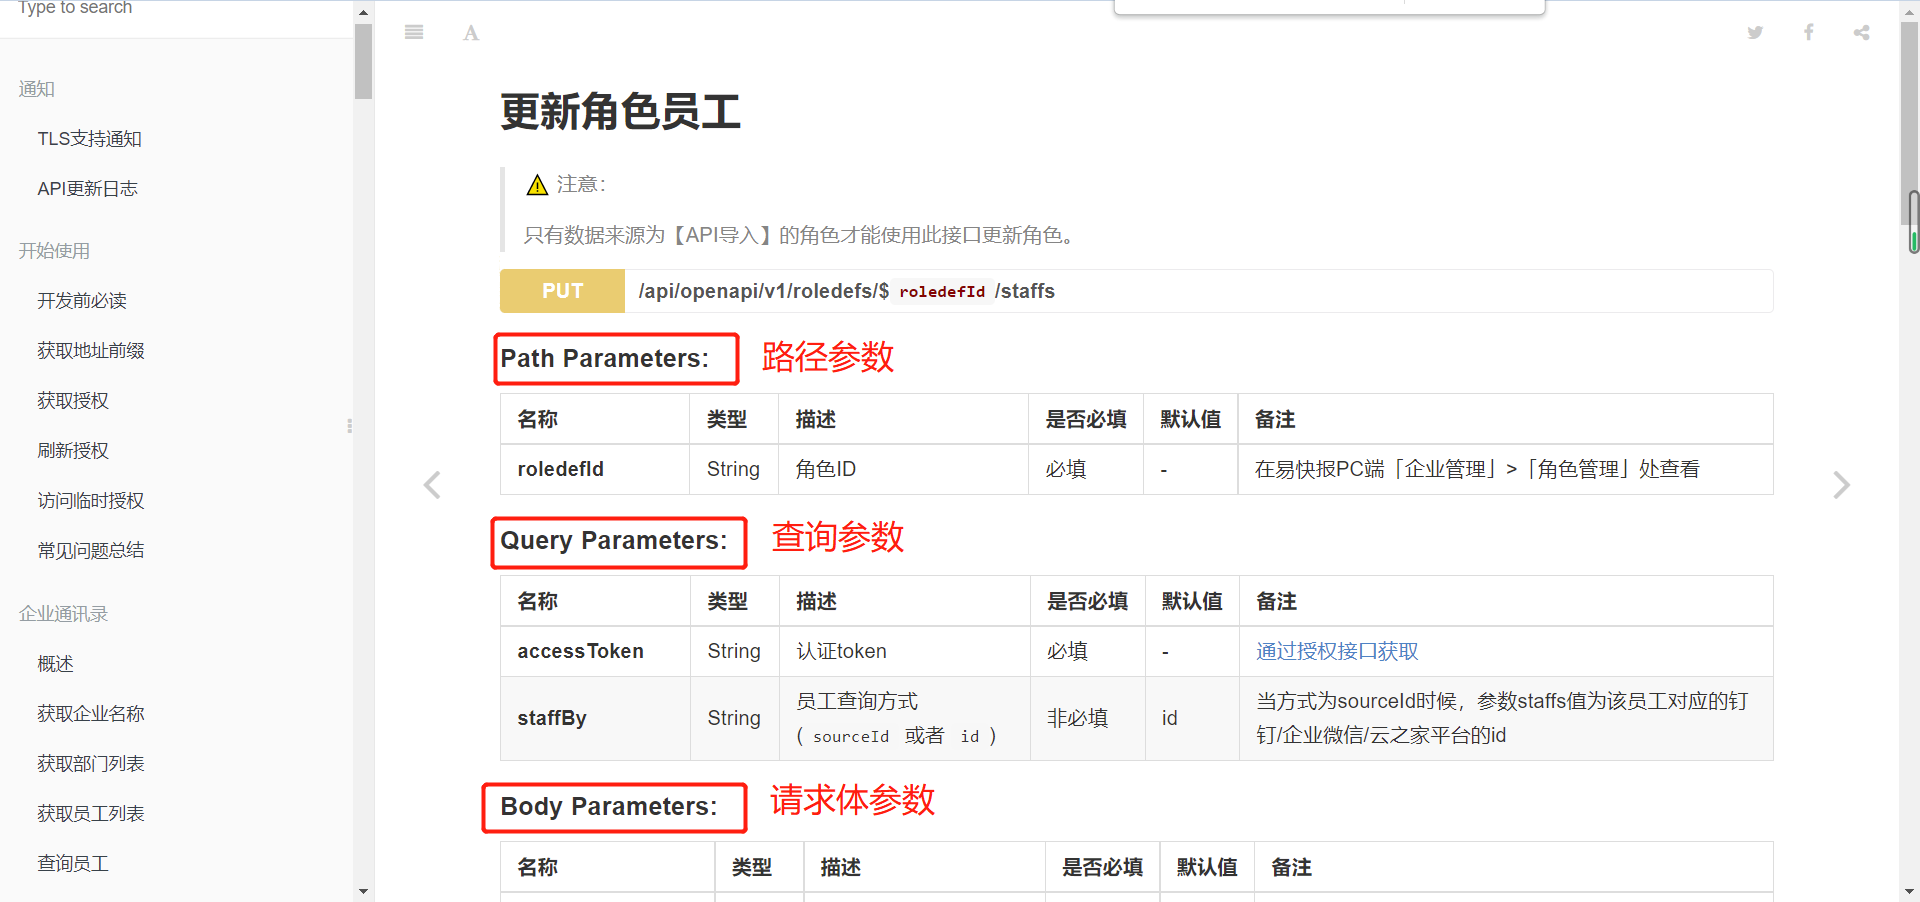 Type to search
通知
TLS支持通知
API更新日志
开始使用
开发前必读
获取地址前缀
获取授权
刷新授权
访问临时授权
常见问题总结
企业通讯录
概述
获取企业名称
获取部门列表
获取员工列表
查询员工
A
更新角色员工
注意：
只有数据来源为【API导入】的角色才能使用此接口更新角色。
PUT /api/openapi/v1/roledefs/$ roledefId /staffs
Path Parameters: 路径参数
名称 类型 描述 是否必填 默认值 备注
roledefId String 角色ID 必填 - 在易快报PC端「企业管理」>「角色管理」处查看
Query Parameters: 查询参数
名称 类型 描述 是否必填 默认值 备注
accessToken String 认证token 必填 - 通过授权接口获取
staffBy String 员工查询方式 非必填 id 当方式为sourceId时候，参数staffs值为该员工对应的钉
( sourceId 或者 id ) 钉/企业微信/云之家平台的id
Body Parameters: 请求体参数
名称 类型 描述 是否必填 默认值 备注